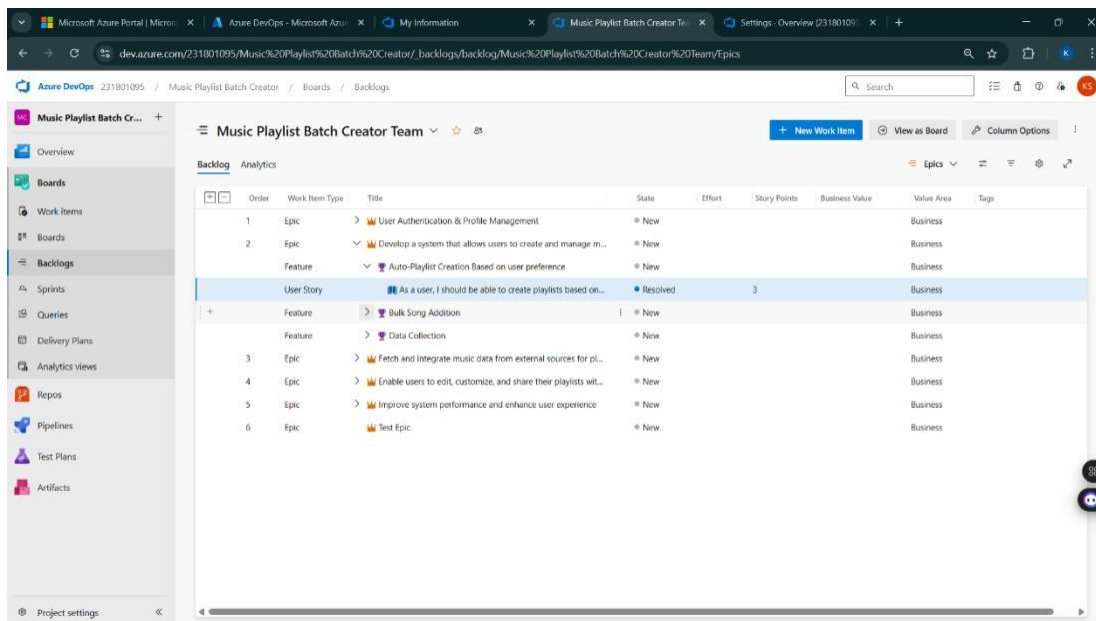 Microsoft Azure Portal | Micros
Azure DevOps - Microsoft Azur
My Information
Music Playlist Batch Creator Tea
Settings - Overview (231801095
dev.azure.com/231801095/Music%20Playlist%20Batch%20Creator/_backlogs/backlog/Music%20Playlist%20Batch%20Creator%20Team/Epics
K
Azure DevOps 231801095 / Music Playlist Batch Creator / Boards / Backlogs
Search
KS
MC Music Playlist Batch Cr... +
Overview
Boards
Work items
Boards
Backlogs
Sprints
Queries
Delivery Plans
Analytics views
Repos
Pipelines
Test Plans
Artifacts
Project settings
Music Playlist Batch Creator Team
+ New Work Item View as Board Column Options
Backlog Analytics
Epics
Order Work Item Type Title State Effort Story Points Business Value Value Area Tags
1 Epic User Authentication & Profile Management New Business
2 Epic Develop a system that allows users to create and manage m... New Business
Feature Auto-Playlist Creation Based on user preference New Business
User Story As a user, I should be able to create playlists based on... Resolved 3 Business
Feature Bulk Song Addition New Business
Feature Data Collection New Business
3 Epic Fetch and integrate music data from external sources for pl... New Business
4 Epic Enable users to edit, customize, and share their playlists wit... New Business
5 Epic Improve system performance and enhance user experience New Business
6 Epic Test Epic New Business